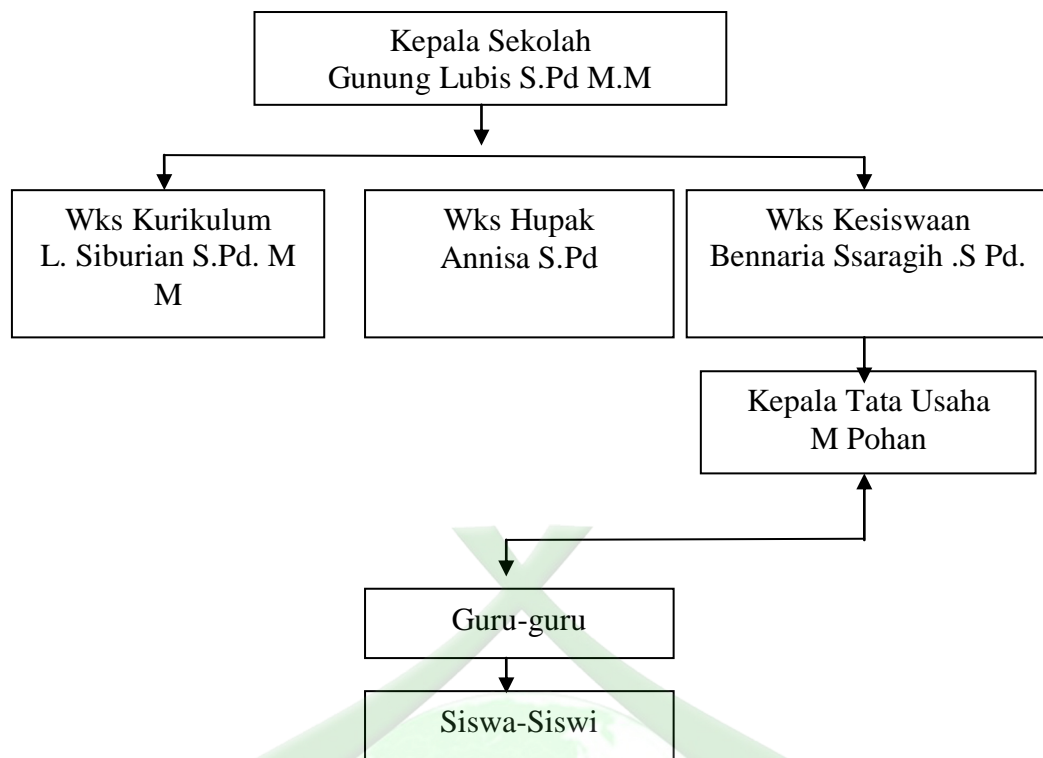 Kepala Sekolah
Gunung Lubis S.Pd M.M
Wks Kurikulum
L. Siburian S.Pd. M
M
Wks Hupak
Annisa S.Pd
Wks Kesiswaan
Bennaria Ssaragih .S Pd.
Kepala Tata Usaha
M Pohan
Guru-guru
Siswa-Siswi